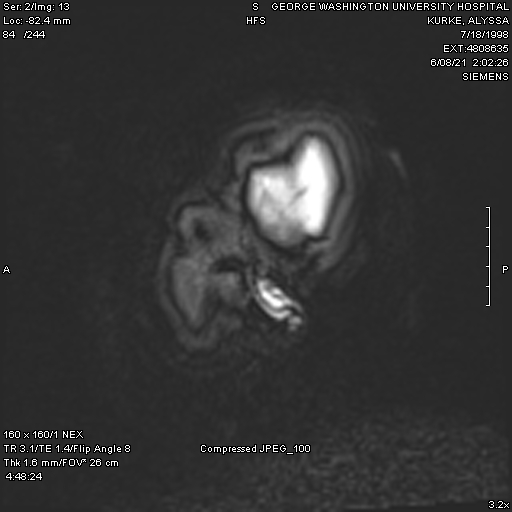 Ser: 2/Img: 13
Loc: -82.4 mm
84 /244
S
HFS
GEORGE WASHINGTON UNIVERSITY HOSPITAL
KURKE, ALYSSA
7/18/1998
EXT:4808635
6/08/21 2:02:26
SIEMENS
A
P
160 x 160/1 NEX
TR 3.1/TE 1.4/Flip Angle 8
Thk 1.6 mm/FOV* 26 cm
4:48:24
Compressed JPEG_100
3.2x